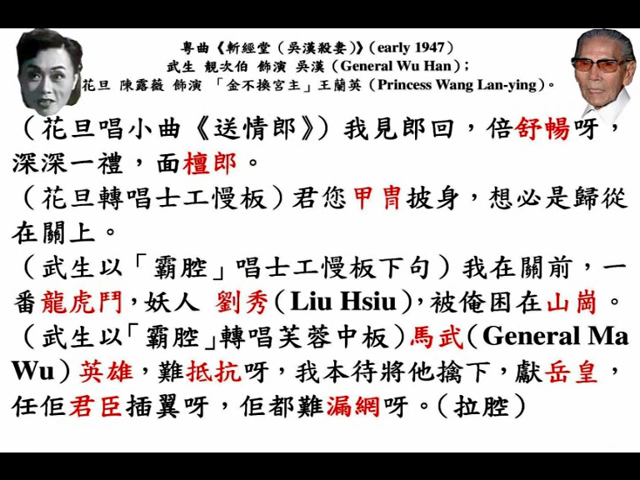 粵曲《斬經堂（吳漢殺妻）》（early 1947）
武生 靚次伯 飾演 吳漢（General Wu Han）；
花旦 陳露薇 飾演 「金不換宮主」王蘭英（Princess Wang Lan-ying）。
（花旦唱小曲《送情郎》）我見郎回，倍舒暢呀，
深深一禮，面檀郎。
（花旦轉唱士工慢板）君您甲冑披身，想必是歸從
在關上。
（武生以「霸腔」唱士工慢板下句）我在關前，一
番龍虎鬥，妖人 劉秀（Liu Hsiu），被俺困在山崗。
（武生以「霸腔」轉唱芙蓉中板）馬武（General Ma
Wu）英雄，難抵抗呀，我本待將他擒下，獻岳皇，
任佢君臣插翼呀，佢都難漏網呀。（拉腔）